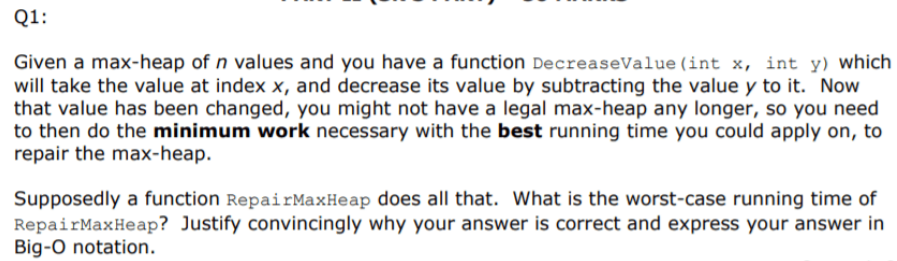 Q1:
Given a max-heap of n values and you have a function DecreaseValue(int x, int y) which
will take the value at index x, and decrease its value by subtracting the value y to it. Now
that value has been changed, you might not have a legal max-heap any longer, so you need
to then do the minimum work necessary with the best running time you could apply on, to
repair the max-heap.
Supposedly a function RepairMaxHeap does all that. What is the worst-case running time of
RepairMaxHeap? Justify convincingly why your answer is correct and express your answer in
Big-O notation.